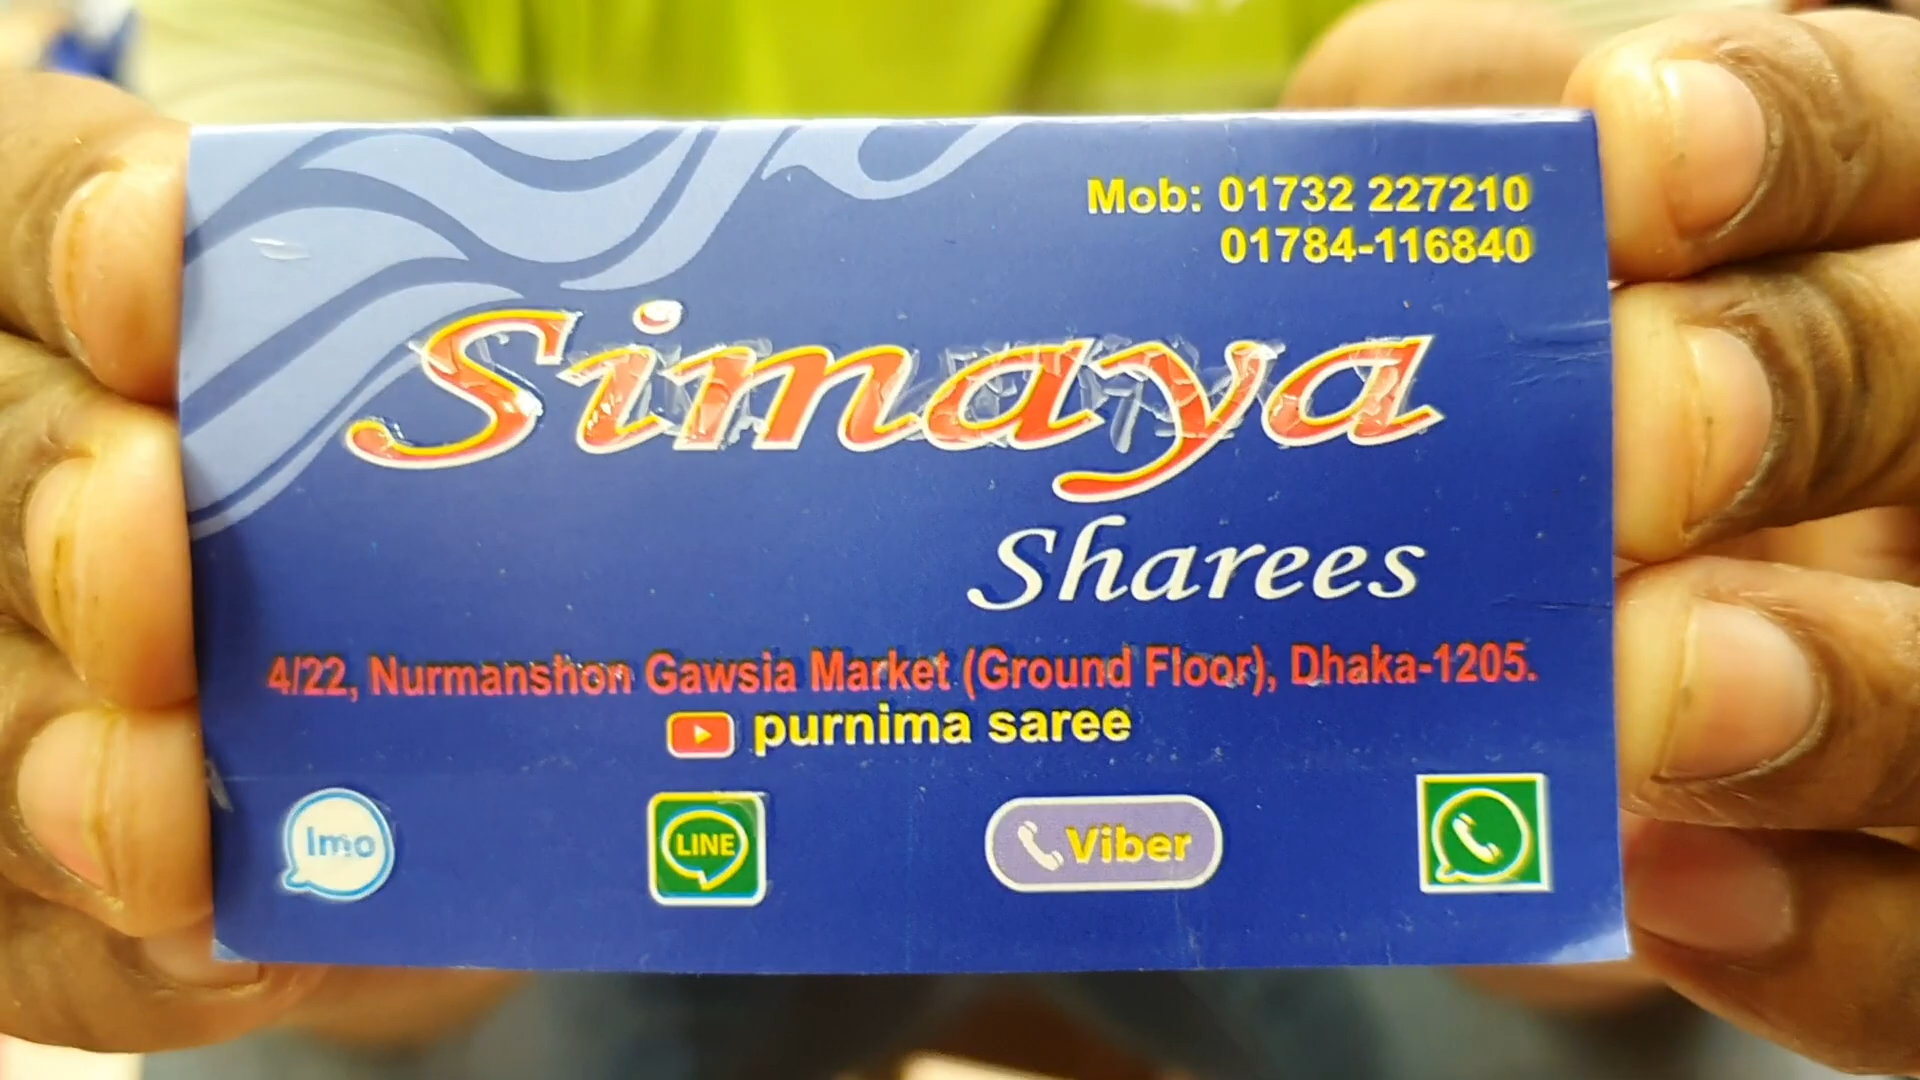 Mob: 01732 227210
01784-116840
Simaya
Sharees
4/22, Nurmanshon Gawsia Market (Ground Floor), Dhaka-1205.
purnima saree
Imo
LINE
Viber